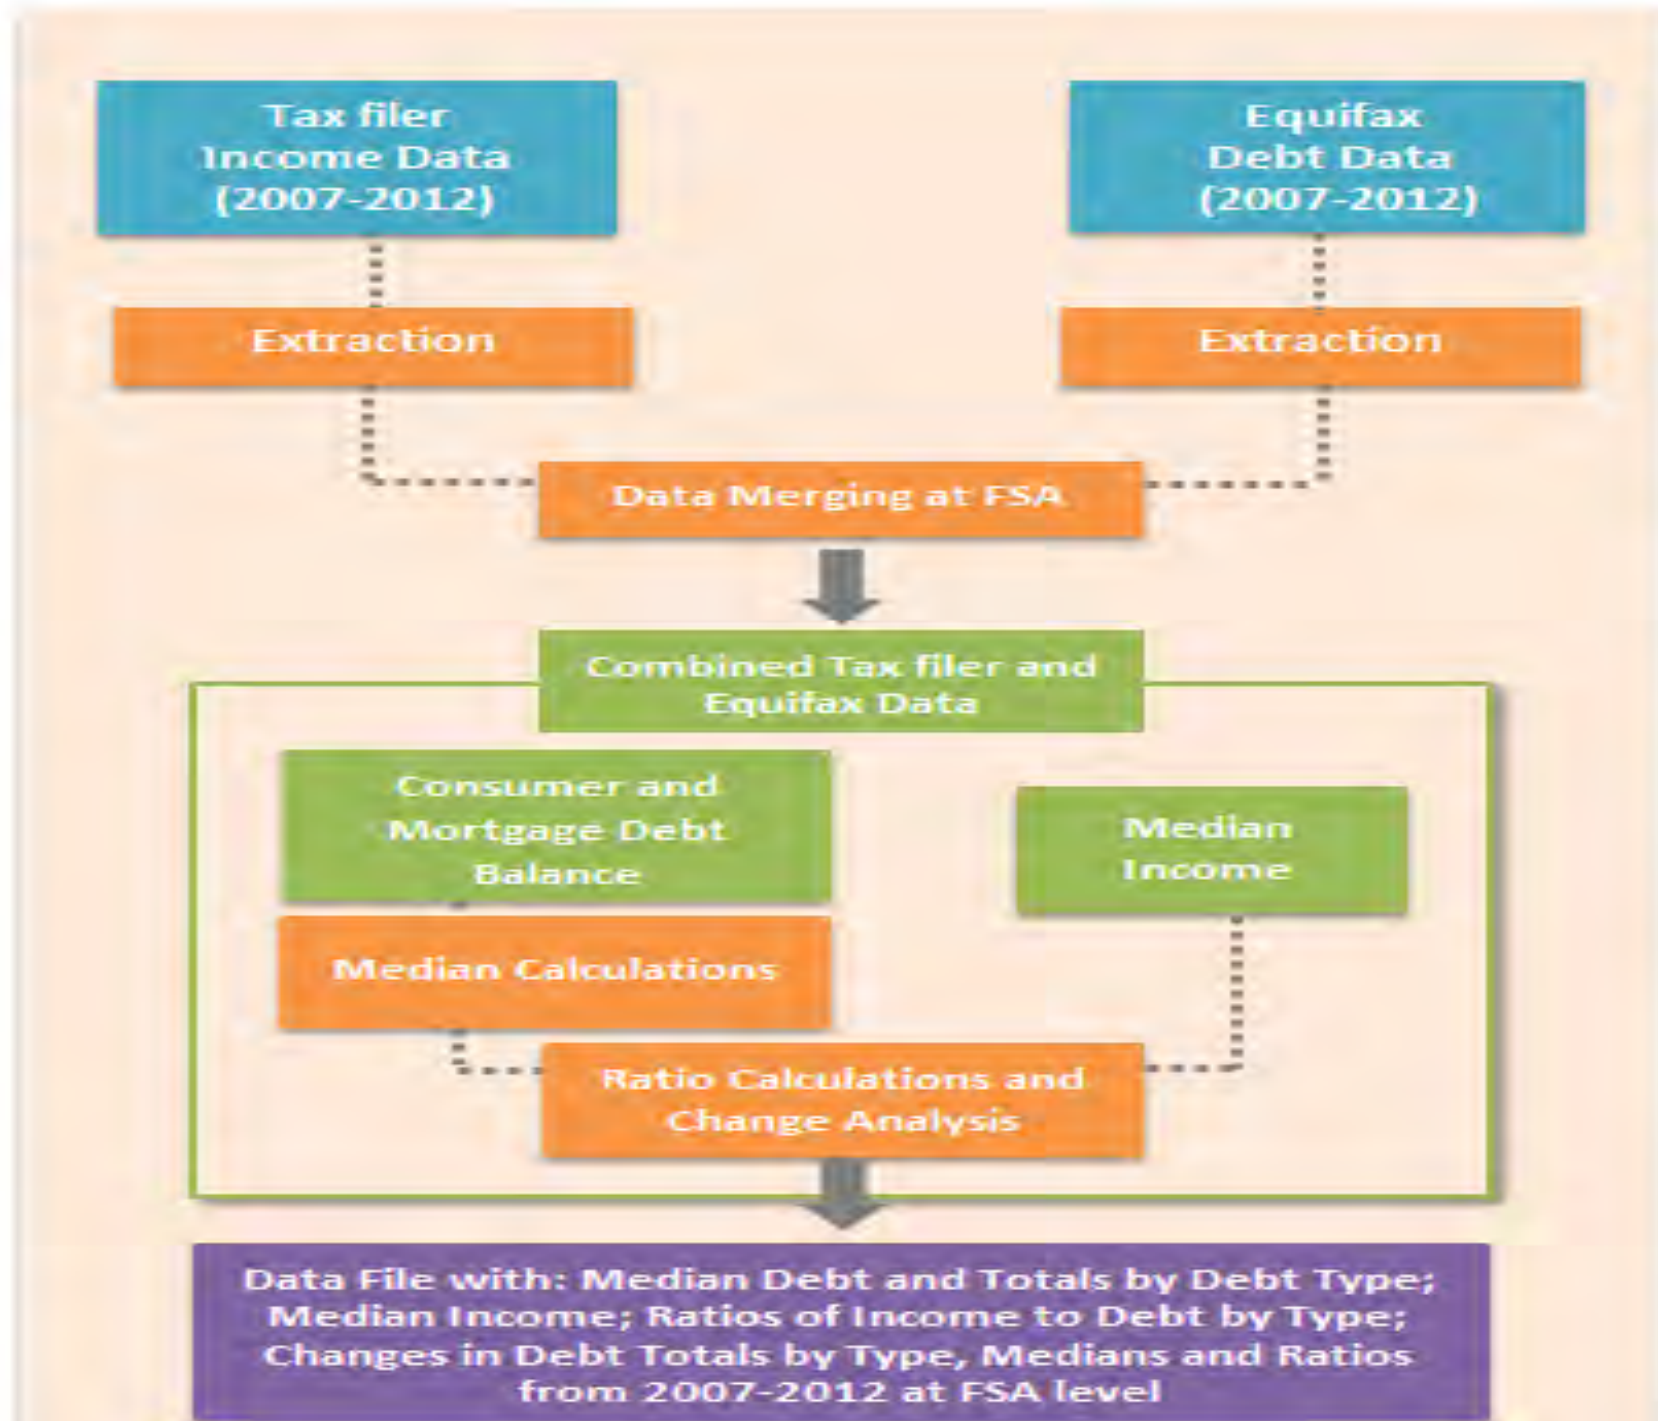 Tax filer
Income Data
(2007-2012)
Equifax
Debt Data
(2007-2012)
Extraction
Extraction
Data Merging at FSA
Combined Tax filer and
Equifax Data
Consumer and
Mortgage Debt
Balance
Median
Income
Median Calculations
Ratio Calculations and
Change Analysis
Data File with: Median Debt and Totals by Debt Type;
Median Income; Ratios of Income to Debt by Type;
Changes in Debt Totals by Type, Medians and Ratios
from 2007-2012 at FSA level